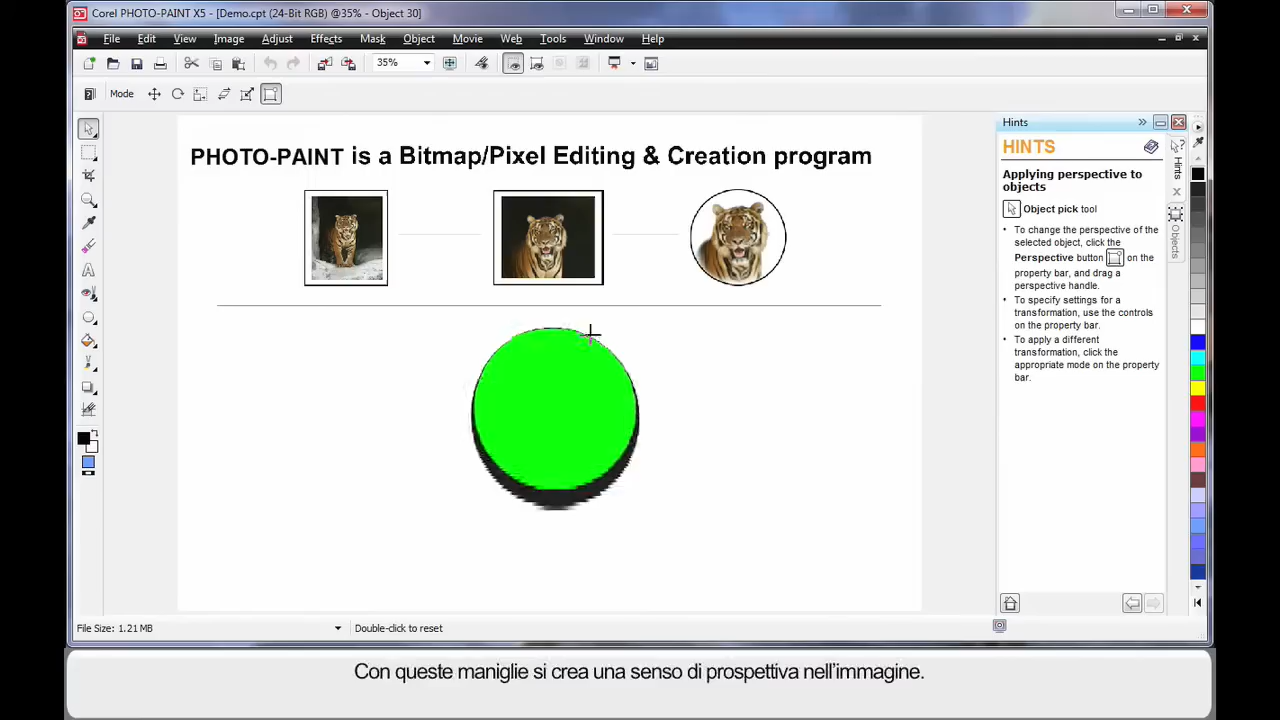 Corel PHOTO-PAINT X5 - [Demo.cpt (24-Bit RGB) @35% - Object 30]
File Edit View Image Adjust Effects Mask Object Movie Web Tools Window Help
35%
Mode
Hints
HINTS
Applying perspective to
objects
Object pick tool
• To change the perspective of the
selected object, click the
Perspective button on the
property bar, and drag a
perspective handle.
• To specify settings for a
transformation, use the controls
on the property bar.
• To apply a different
transformation, click the
appropriate mode on the property
bar.
Hints
Objects
PHOTO-PAINT is a Bitmap/Pixel Editing & Creation program
File Size: 1.21 MB
Double-click to reset
Con queste maniglie si crea una senso di prospettiva nell'immagine.